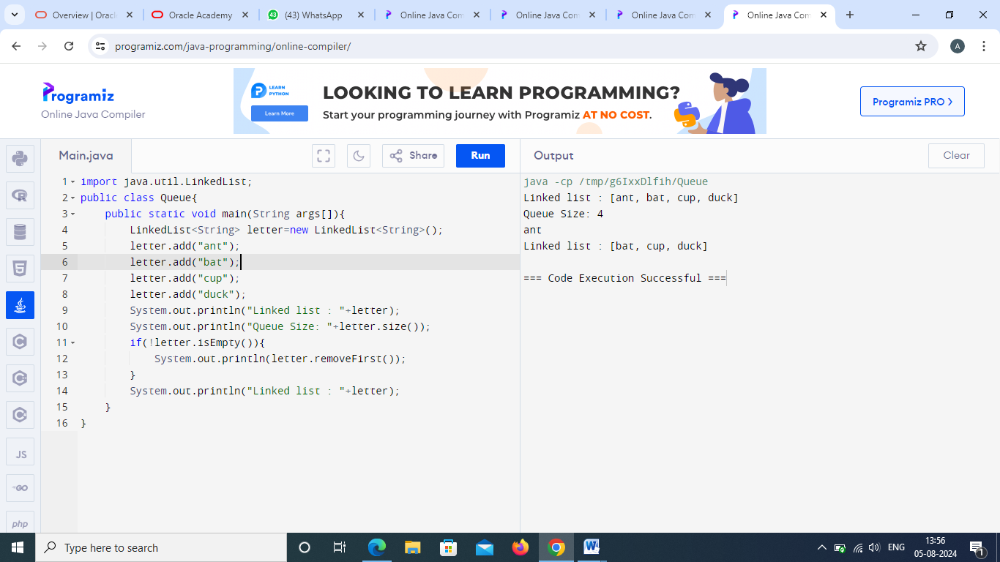 Overview | Oracle
Oracle Academy
43
(43) WhatsApp
Online Java Com
Online Java Com
Online Java Com
Online Java Com
programiz.com/java-programming/online-compiler/
A
Programiz
Online Java Compiler
LEARN
PYTHON
Learn More
LOOKING TO LEARN PROGRAMMING?
Start your programming journey with Programiz AT NO COST.
Programiz PRO >
Main.java
Share
Run
Output
Clear
1 import java.util.LinkedList;
2 public class Queue{
3     public static void main(String args[]){
4         LinkedList<String> letter=new LinkedList<String>();
5         letter.add("ant");
6         letter.add("bat");
7         letter.add("cup");
8         letter.add("duck");
9         System.out.println("Linked list : "+letter);
10         System.out.println("Queue Size: "+letter.size());
11         if(!letter.isEmpty()){
12             System.out.println(letter.removeFirst());
13         }
14         System.out.println("Linked list : "+letter);
15     }
16 }
java -cp /tmp/g6IxxDlfih/Queue
Linked list : [ant, bat, cup, duck]
Queue Size: 4
ant
Linked list : [bat, cup, duck]
=== Code Execution Successful ===
JS
GO
php
Type here to search
ENG
13:56
05-08-2024
1